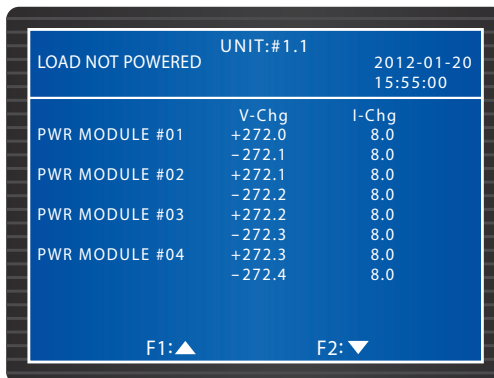 UNIT:#1.1
LOAD NOT POWERED 2012-01-20
15:55:00
V-Chg I-Chg
PWR MODULE #01 +272.0 8.0
−272.1 8.0
PWR MODULE #02 +272.1 8.0
−272.2 8.0
PWR MODULE #03 +272.2 8.0
−272.3 8.0
PWR MODULE #04 +272.3 8.0
−272.4 8.0
F1:▲ F2:▼